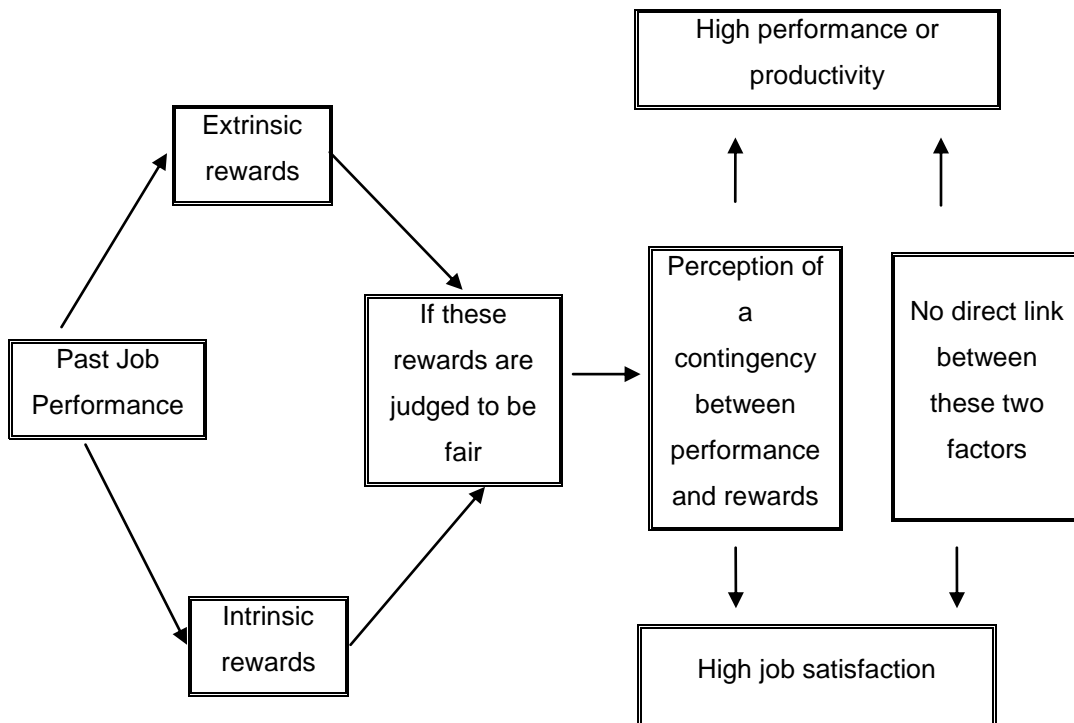 High performance or
productivity
Extrinsic
rewards
Past Job
Performance
If these
rewards are
judged to be
fair
Perception of
a
contingency
between
performance
and rewards
No direct link
between
these two
factors
Intrinsic
rewards
High job satisfaction